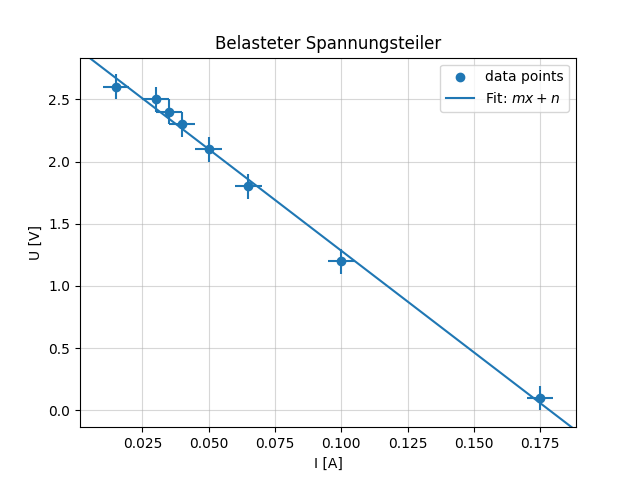 Belasteter Spannungsteiler
data points
Fit: mx + n
U [V]
2.5
2.0
1.5
1.0
0.5
0.0
0.025 0.050 0.075 0.100 0.125 0.150 0.175
I [A]